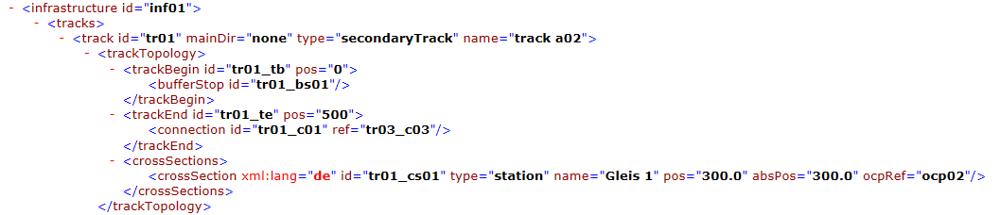 - <infrastructure id="inf01">
- <tracks>
- <track id="tr01" mainDir="none" type="secondaryTrack" name="track a02">
- <trackTopology>
- <trackBegin id="tr01_tb" pos="0">
<bufferStop id="tr01_bs01"/>
</trackBegin>
- <trackEnd id="tr01_te" pos="500">
<connection id="tr01_c01" ref="tr03_c03"/>
</trackEnd>
- <crossSections>
<crossSection xml:lang="de" id="tr01_cs01" type="station" name="Gleis 1" pos="300.0" absPos="300.0" ocpRef="ocp02"/>
</crossSections>
</trackTopology>